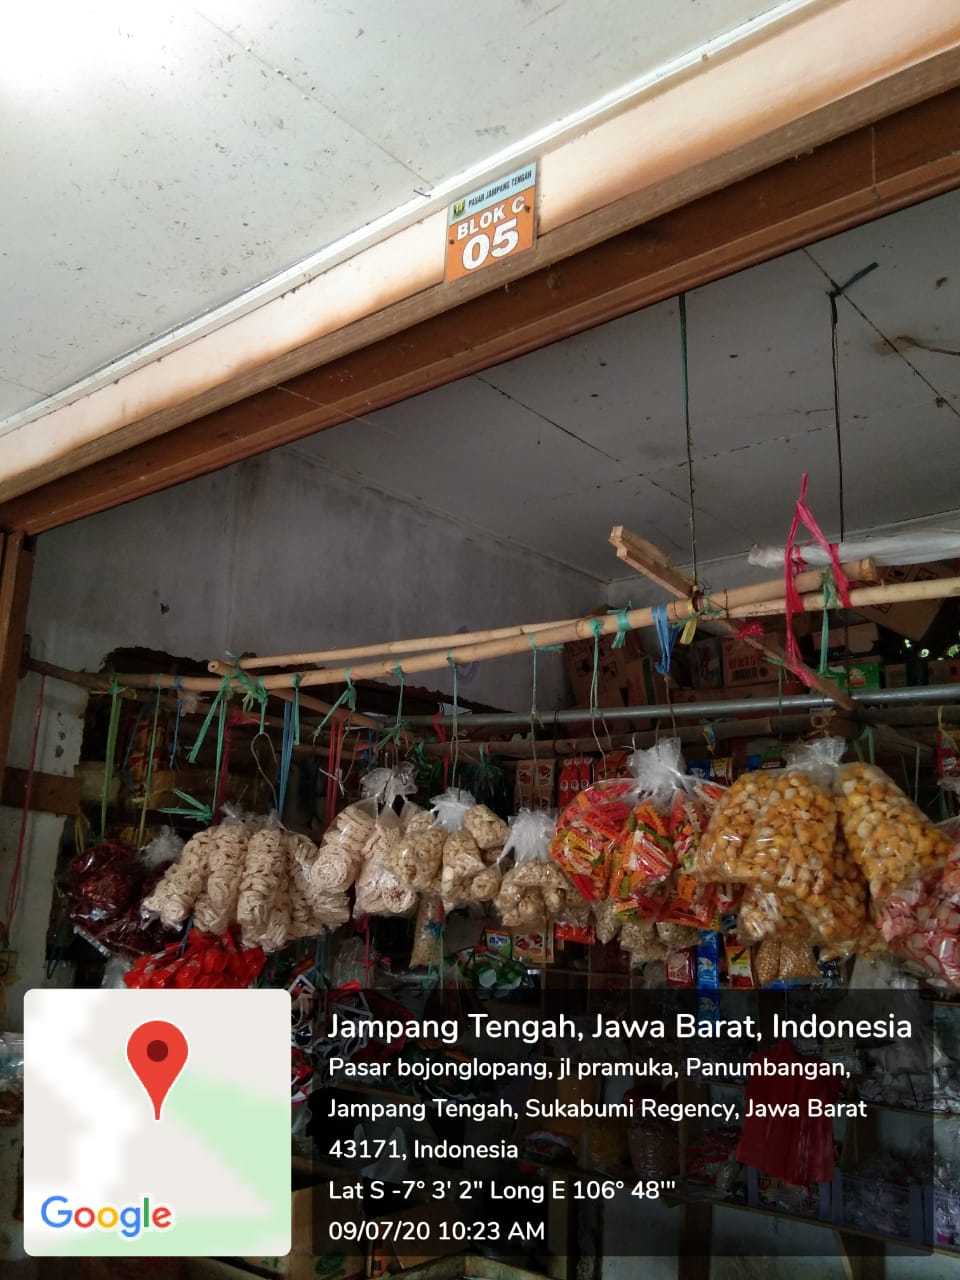 PASAR JAMPANG TENGAH
BLOK C
05
Jampang Tengah, Jawa Barat, Indonesia
Pasar bojonglopang, jl pramuka, Panumbangan,
Jampang Tengah, Sukabumi Regency, Jawa Barat
43171, Indonesia
Lat S -7° 3' 2" Long E 106° 48'"
09/07/20 10:23 AM
Google